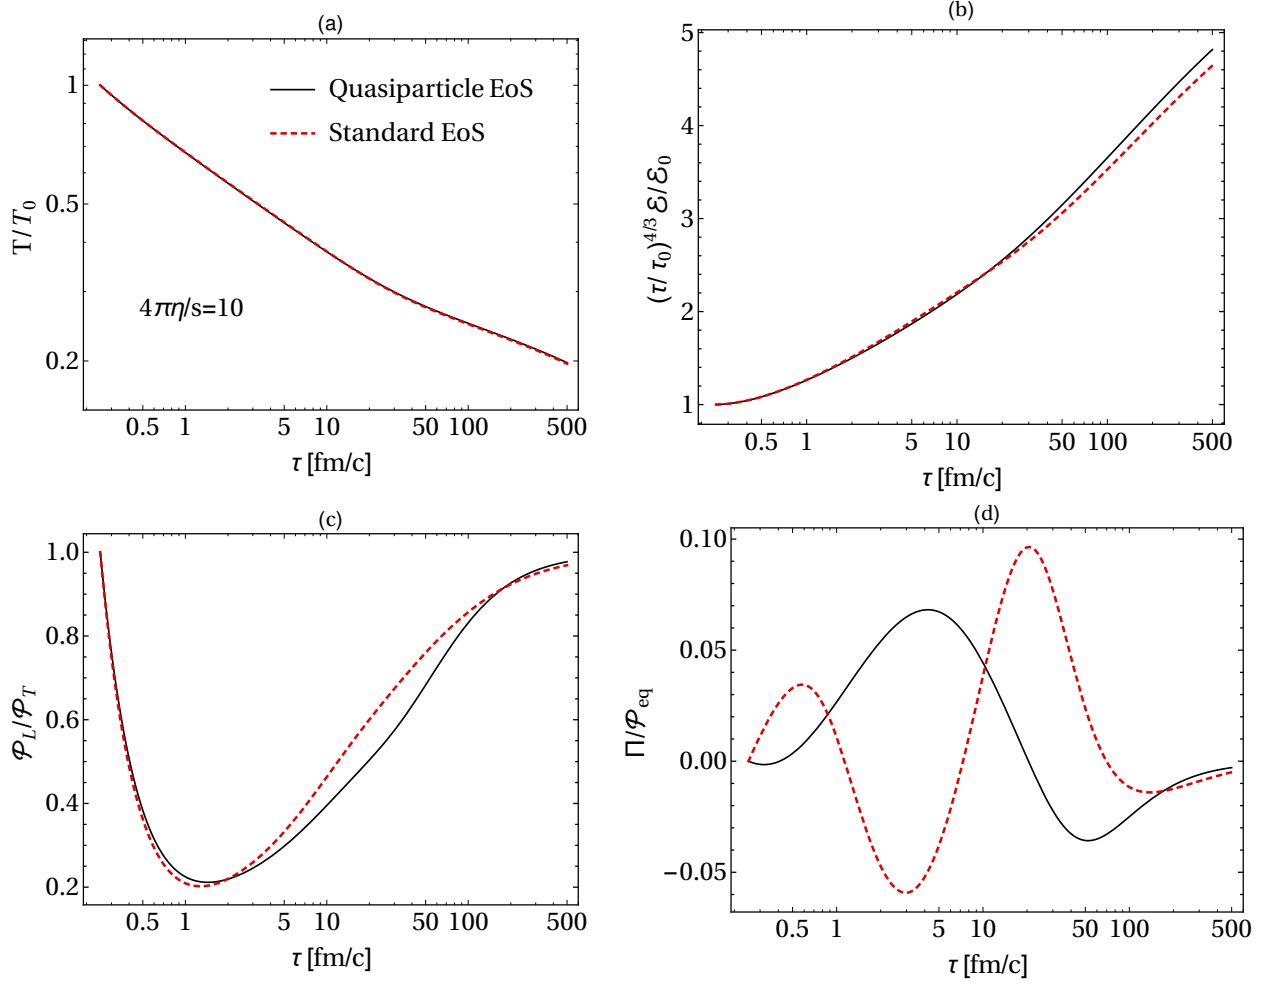 (a)
1
0.5
0.2
T/T0
Quasiparticle EoS
Standard EoS
4πη/s=10
0.5 1 5 10 50 100 500
τ [fm/c]
(b)
5
4
3
2
1
(τ/τ0)^4/3 ℰ/ℰ0
0.5 1 5 10 50 100 500
τ [fm/c]
(c)
1.0
0.8
0.6
0.4
0.2
𝒫L/𝒫T
0.5 1 5 10 50 100 500
τ [fm/c]
(d)
0.10
0.05
0.00
−0.05
Π/𝒫eq
0.5 1 5 10 50 100 500
τ [fm/c]